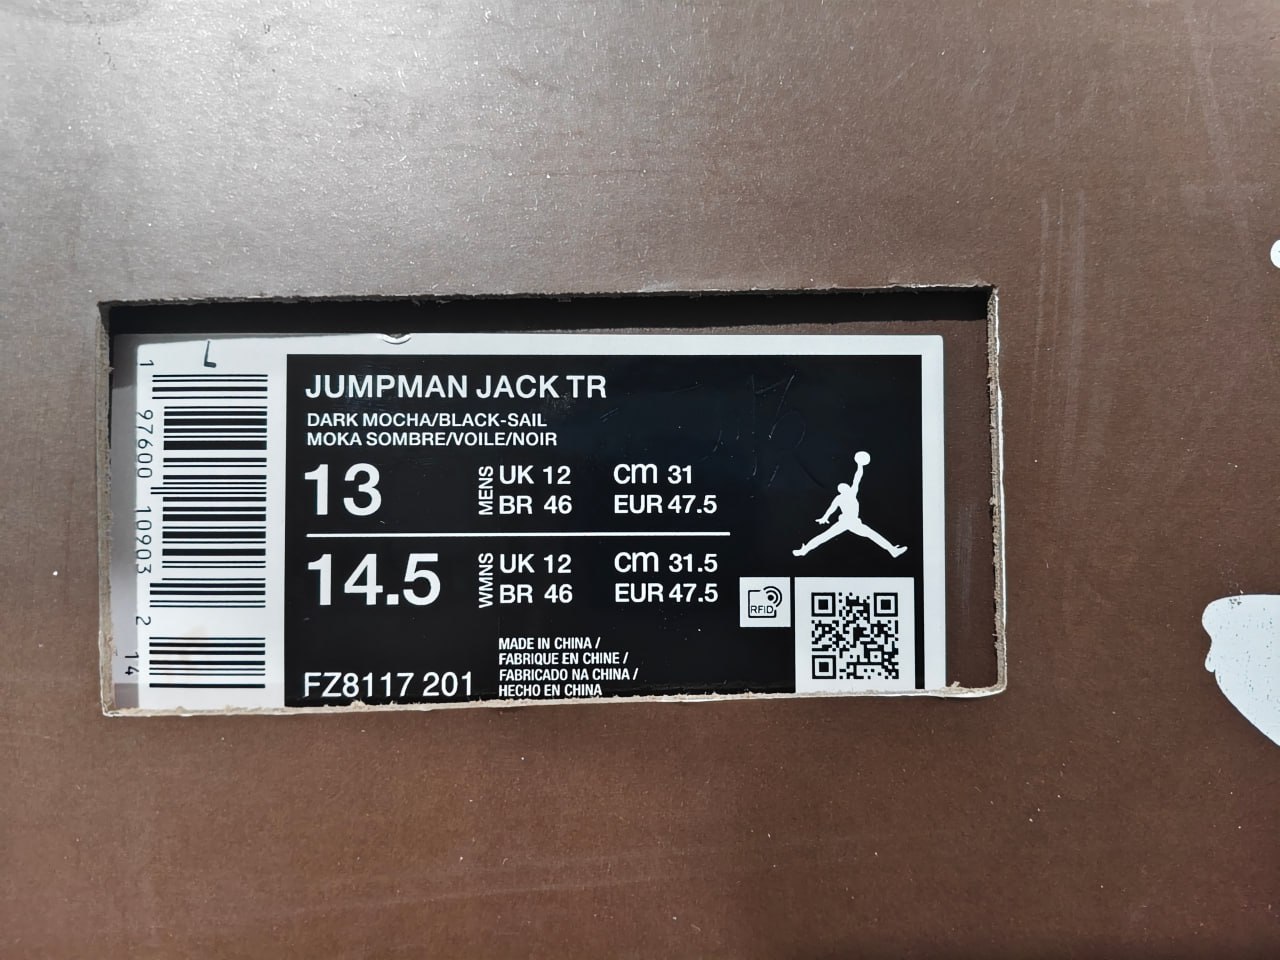 JUMPMAN JACK TR
DARK MOCHA/BLACK-SAIL
MOKA SOMBRE/VOILE/NOIR
13 MENS UK 12 cm 31
BR 46 EUR 47.5
14.5 WMNS UK 12 cm 31.5
BR 46 EUR 47.5
RFID
MADE IN CHINA /
FABRIQUE EN CHINE /
FABRICADO NA CHINA /
HECHO EN CHINA
FZ8117 201
1 97600 10903 2 14